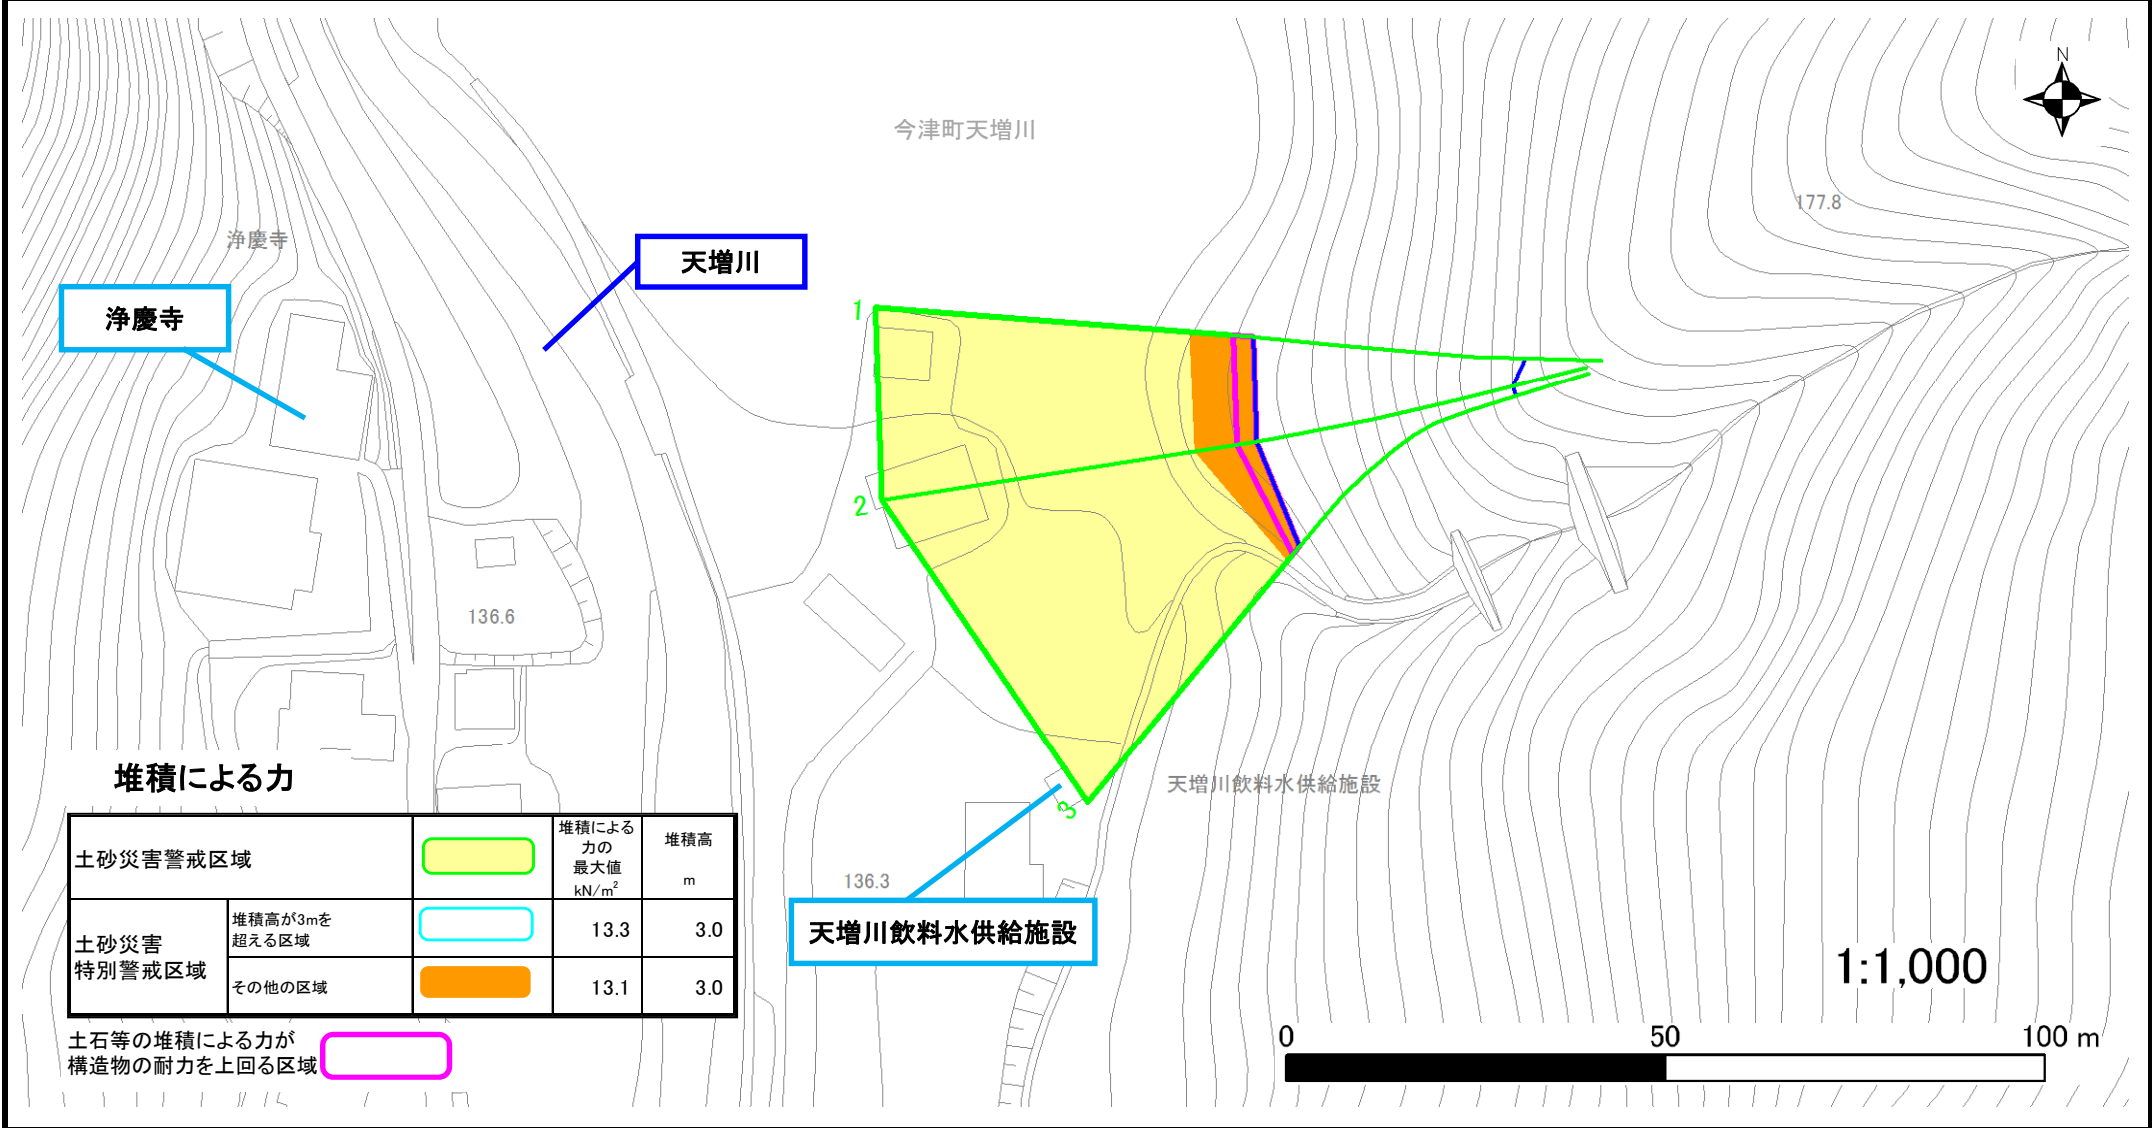 N
今津町天増川
177.8
浄慶寺
天増川
浄慶寺
1
2
3
136.6
堆積による力
土砂災害警戒区域
堆積による
力の
最大値
kN/m²
堆積高
m
土砂災害
特別警戒区域
堆積高が3mを
超える区域
13.3
3.0
その他の区域
13.1
3.0
土石等の堆積による力が
構造物の耐力を上回る区域
天増川飲料水供給施設
136.3
天増川飲料水供給施設
1:1,000
0
50
100 m